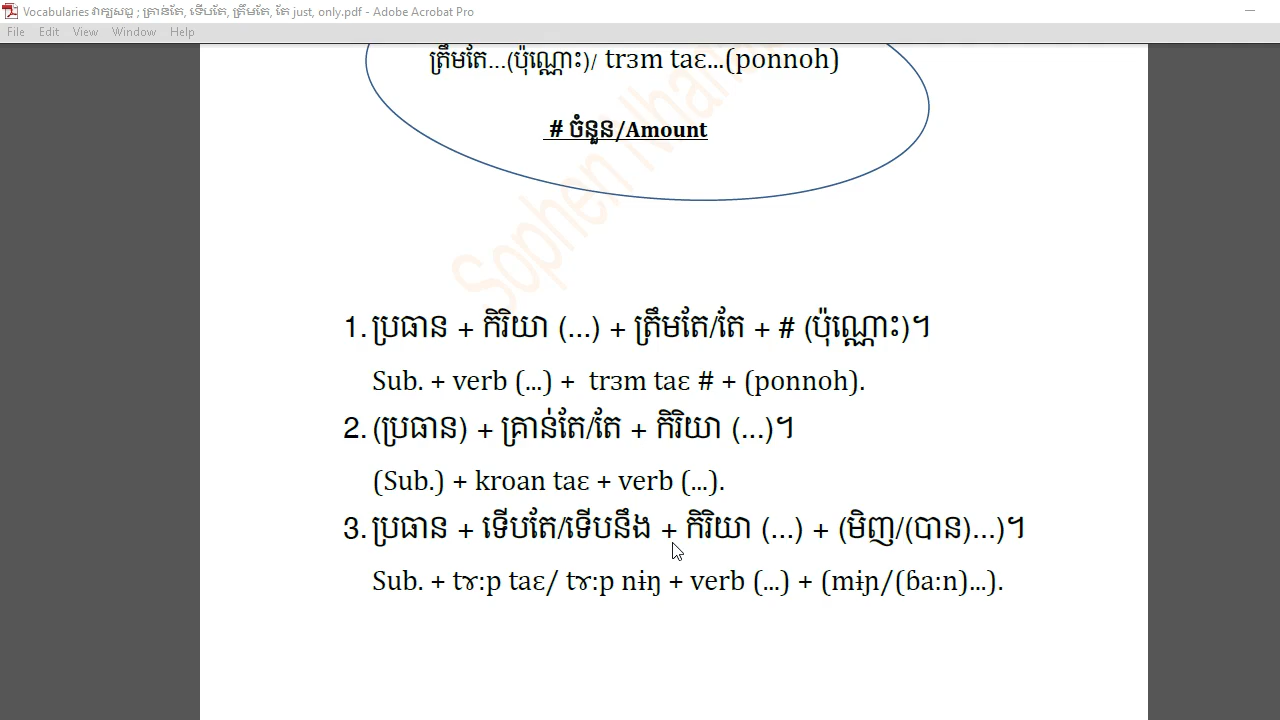 Vocabularies វាក្យសព្ទ ; គ្រាន់តែ, ទើបតែ, ត្រឹមតែ, តែ just, only.pdf - Adobe Acrobat Pro
File Edit View Window Help
ត្រឹមតែ...(ប៉ុណ្ណោះ)/ trɜm taɛ...(ponnoh)
# ចំនួន/Amount
Sophen Nhang
1. ប្រធាន + កិរិយា (...) + ត្រឹមតែ/តែ + # (ប៉ុណ្ណោះ)។
Sub. + verb (...) + trɜm taɛ # + (ponnoh).
2. (ប្រធាន) + គ្រាន់តែ/តែ + កិរិយា (...)។
(Sub.) + kroan taɛ + verb (...).
3. ប្រធាន + ទើបតែ/ទើបនឹង + កិរិយា (...) + (មិញ/(បាន)...)។
Sub. + tɤ:p taɛ/ tɤ:p nɨŋ + verb (...) + (mɨɲ/(ɓa:n)...).